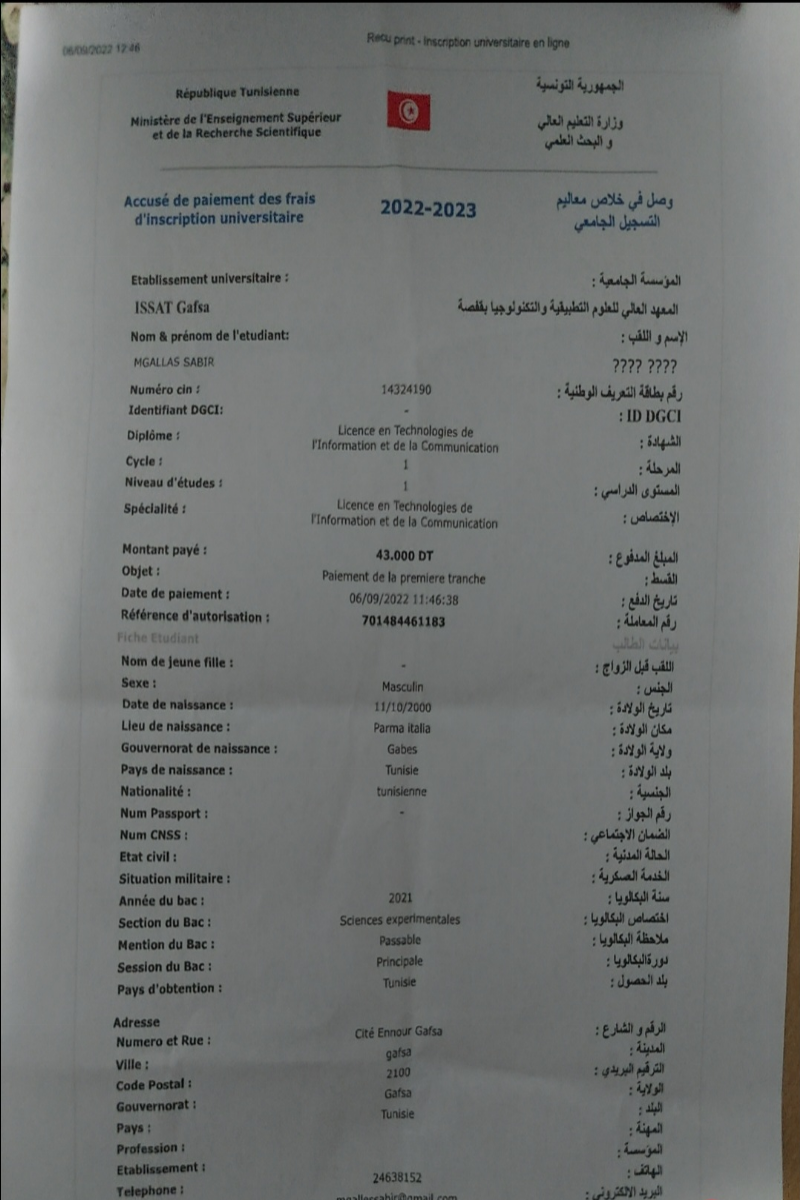 06/09/2022 12:46
Recu print - Inscription universitaire en ligne
République Tunisienne
الجمهورية التونسية
Ministère de l'Enseignement Supérieur
et de la Recherche Scientifique
وزارة التعليم العالي
و البحث العلمي
Accusé de paiement des frais
d'inscription universitaire
2022-2023
وصل في خلاص معاليم
التسجيل الجامعي
Etablissement universitaire :
المؤسسة الجامعية :
ISSAT Gafsa
المعهد العالي للعلوم التطبيقية والتكنولوجيا بقفصة
Nom & prénom de l'etudiant:
الإسم و اللقب :
MGALLAS SABIR
???? ????
Numéro cin :
14324190
رقم بطاقة التعريف الوطنية :
Identifiant DGCI:
-
ID DGCI :
Diplôme :
Licence en Technologies de
l'Information et de la Communication
الشهادة :
Cycle :
1
المرحلة :
Niveau d'études :
1
المستوى الدراسي :
Spécialité :
Licence en Technologies de
l'Information et de la Communication
الإختصاص :
Montant payé :
43.000 DT
المبلغ المدفوع :
Objet :
Paiement de la premiere tranche
القسط :
Date de paiement :
06/09/2022 11:46:38
تاريخ الدفع :
Référence d'autorisation :
701484461183
رقم المعاملة :
Fiche Etudiant
بيانات الطالب
Nom de jeune fille :
-
اللقب قبل الزواج :
Sexe :
Masculin
الجنس :
Date de naissance :
11/10/2000
تاريخ الولادة :
Lieu de naissance :
Parma italia
مكان الولادة :
Gouvernorat de naissance :
Gabes
ولاية الولادة :
Pays de naissance :
Tunisie
بلد الولادة :
Nationalité :
tunisienne
الجنسية :
Num Passport :
-
رقم الجواز :
Num CNSS :
الضمان الاجتماعي :
Etat civil :
الحالة المدنية :
Situation militaire :
الخدمة العسكرية :
Année du bac :
2021
سنة البكالوريا :
Section du Bac :
Sciences experimentales
اختصاص البكالوريا :
Mention du Bac :
Passable
ملاحظة البكالوريا :
Session du Bac :
Principale
دورةالبكالوريا :
Pays d'obtention :
Tunisie
بلد الحصول :
Adresse
Numero et Rue :
Cité Ennour Gafsa
الرقم و الشارع :
Ville :
gafsa
المدينة :
Code Postal :
2100
الترقيم البريدي :
Gouvernorat :
Gafsa
الولاية :
Pays :
Tunisie
البلد :
Profession :
المهنة :
Etablissement :
المؤسسة :
Telephone :
24638152
الهاتف :
البريد الالكتروني :